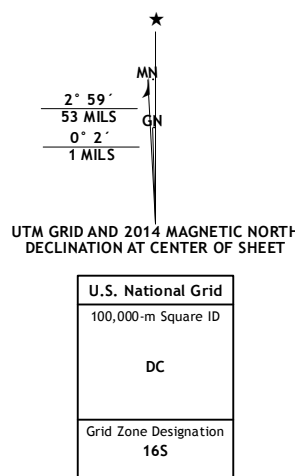 MN
2° 59´
53 MILS
GN
0° 2´
1 MILS
UTM GRID AND 2014 MAGNETIC NORTH
DECLINATION AT CENTER OF SHEET
U.S. National Grid
100,000-m Square ID
DC
Grid Zone Designation
16S